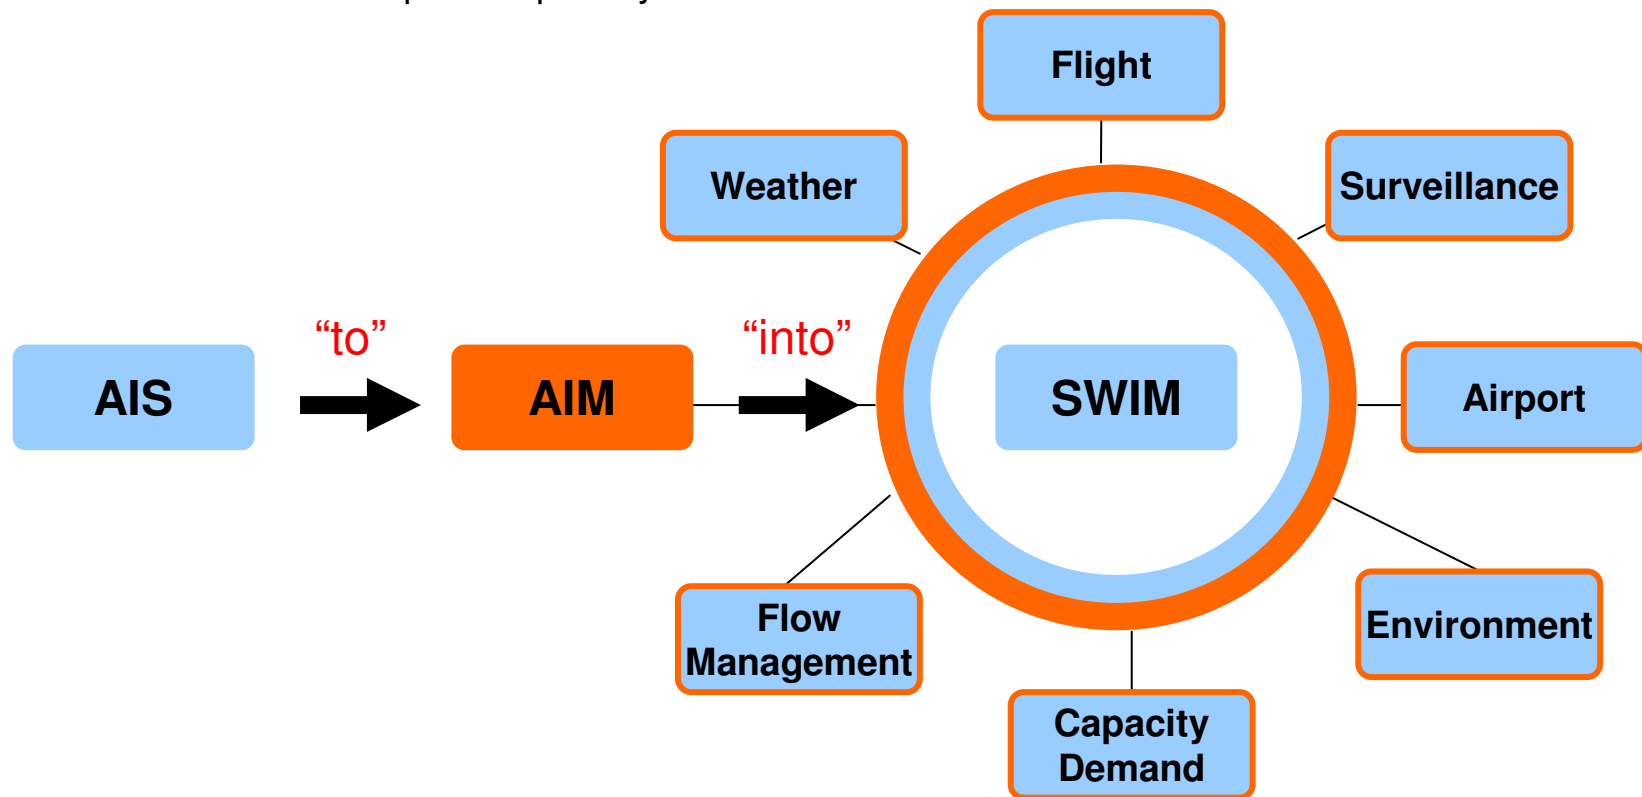 Flight
Weather
Surveillance
“to”
“into”
AIS
AIM
SWIM
Airport
Flow
Management
Environment
Capacity
Demand